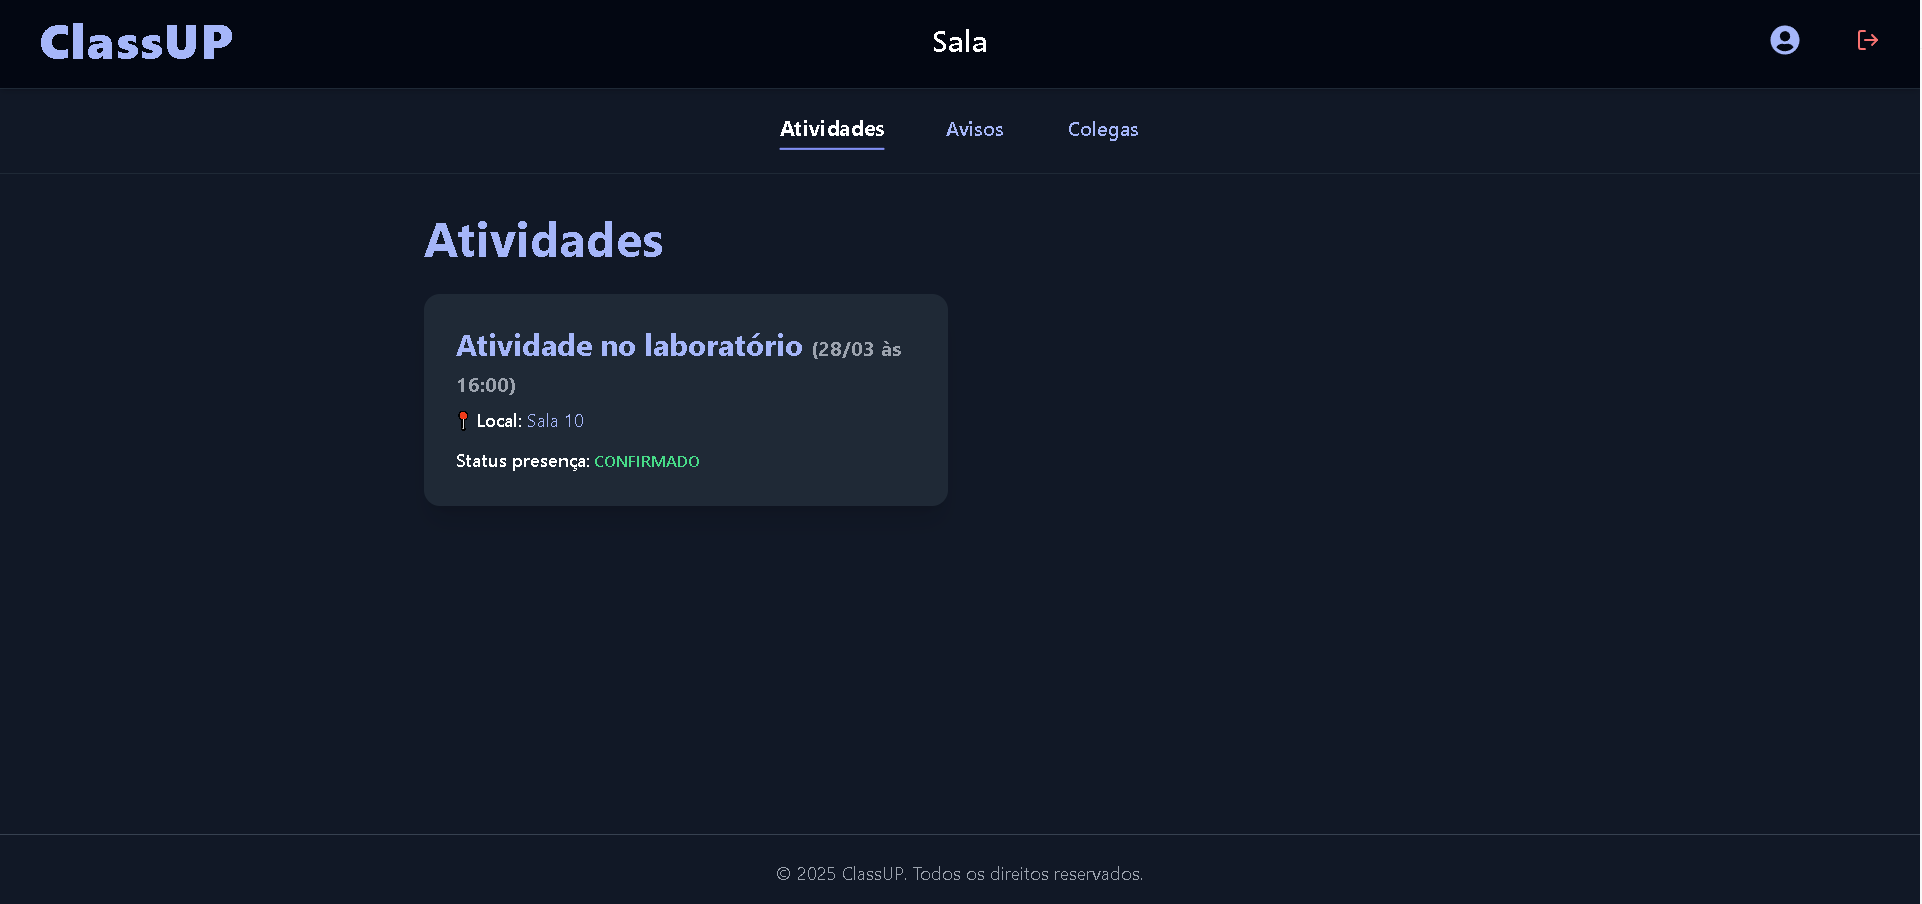 ClassUP
Sala
Atividades
Avisos
Colegas
Atividades
Atividade no laboratório (28/03 às
16:00)
Local: Sala 10
Status presença: CONFIRMADO
© 2025 ClassUP. Todos os direitos reservados.